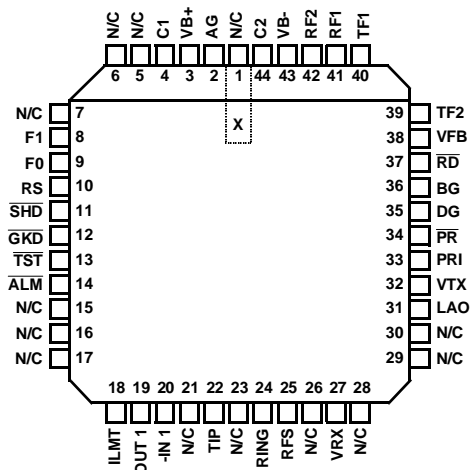 N/C N/C C1 VB+ AG N/C C2 VB- RF2 RF1 TF1
6 5 4 3 2 1 44 43 42 41 40
X
N/C 7
F1 8
F0 9
RS 10
SHD 11
GKD 12
TST 13
ALM 14
N/C 15
N/C 16
N/C 17
39 TF2
38 VFB
37 RD
36 BG
35 DG
34 PR
33 PRI
32 VTX
31 LAO
30 N/C
29 N/C
18 19 20 21 22 23 24 25 26 27 28
ILMT OUT 1 -IN 1 N/C TIP N/C RING RFS N/C VRX N/C